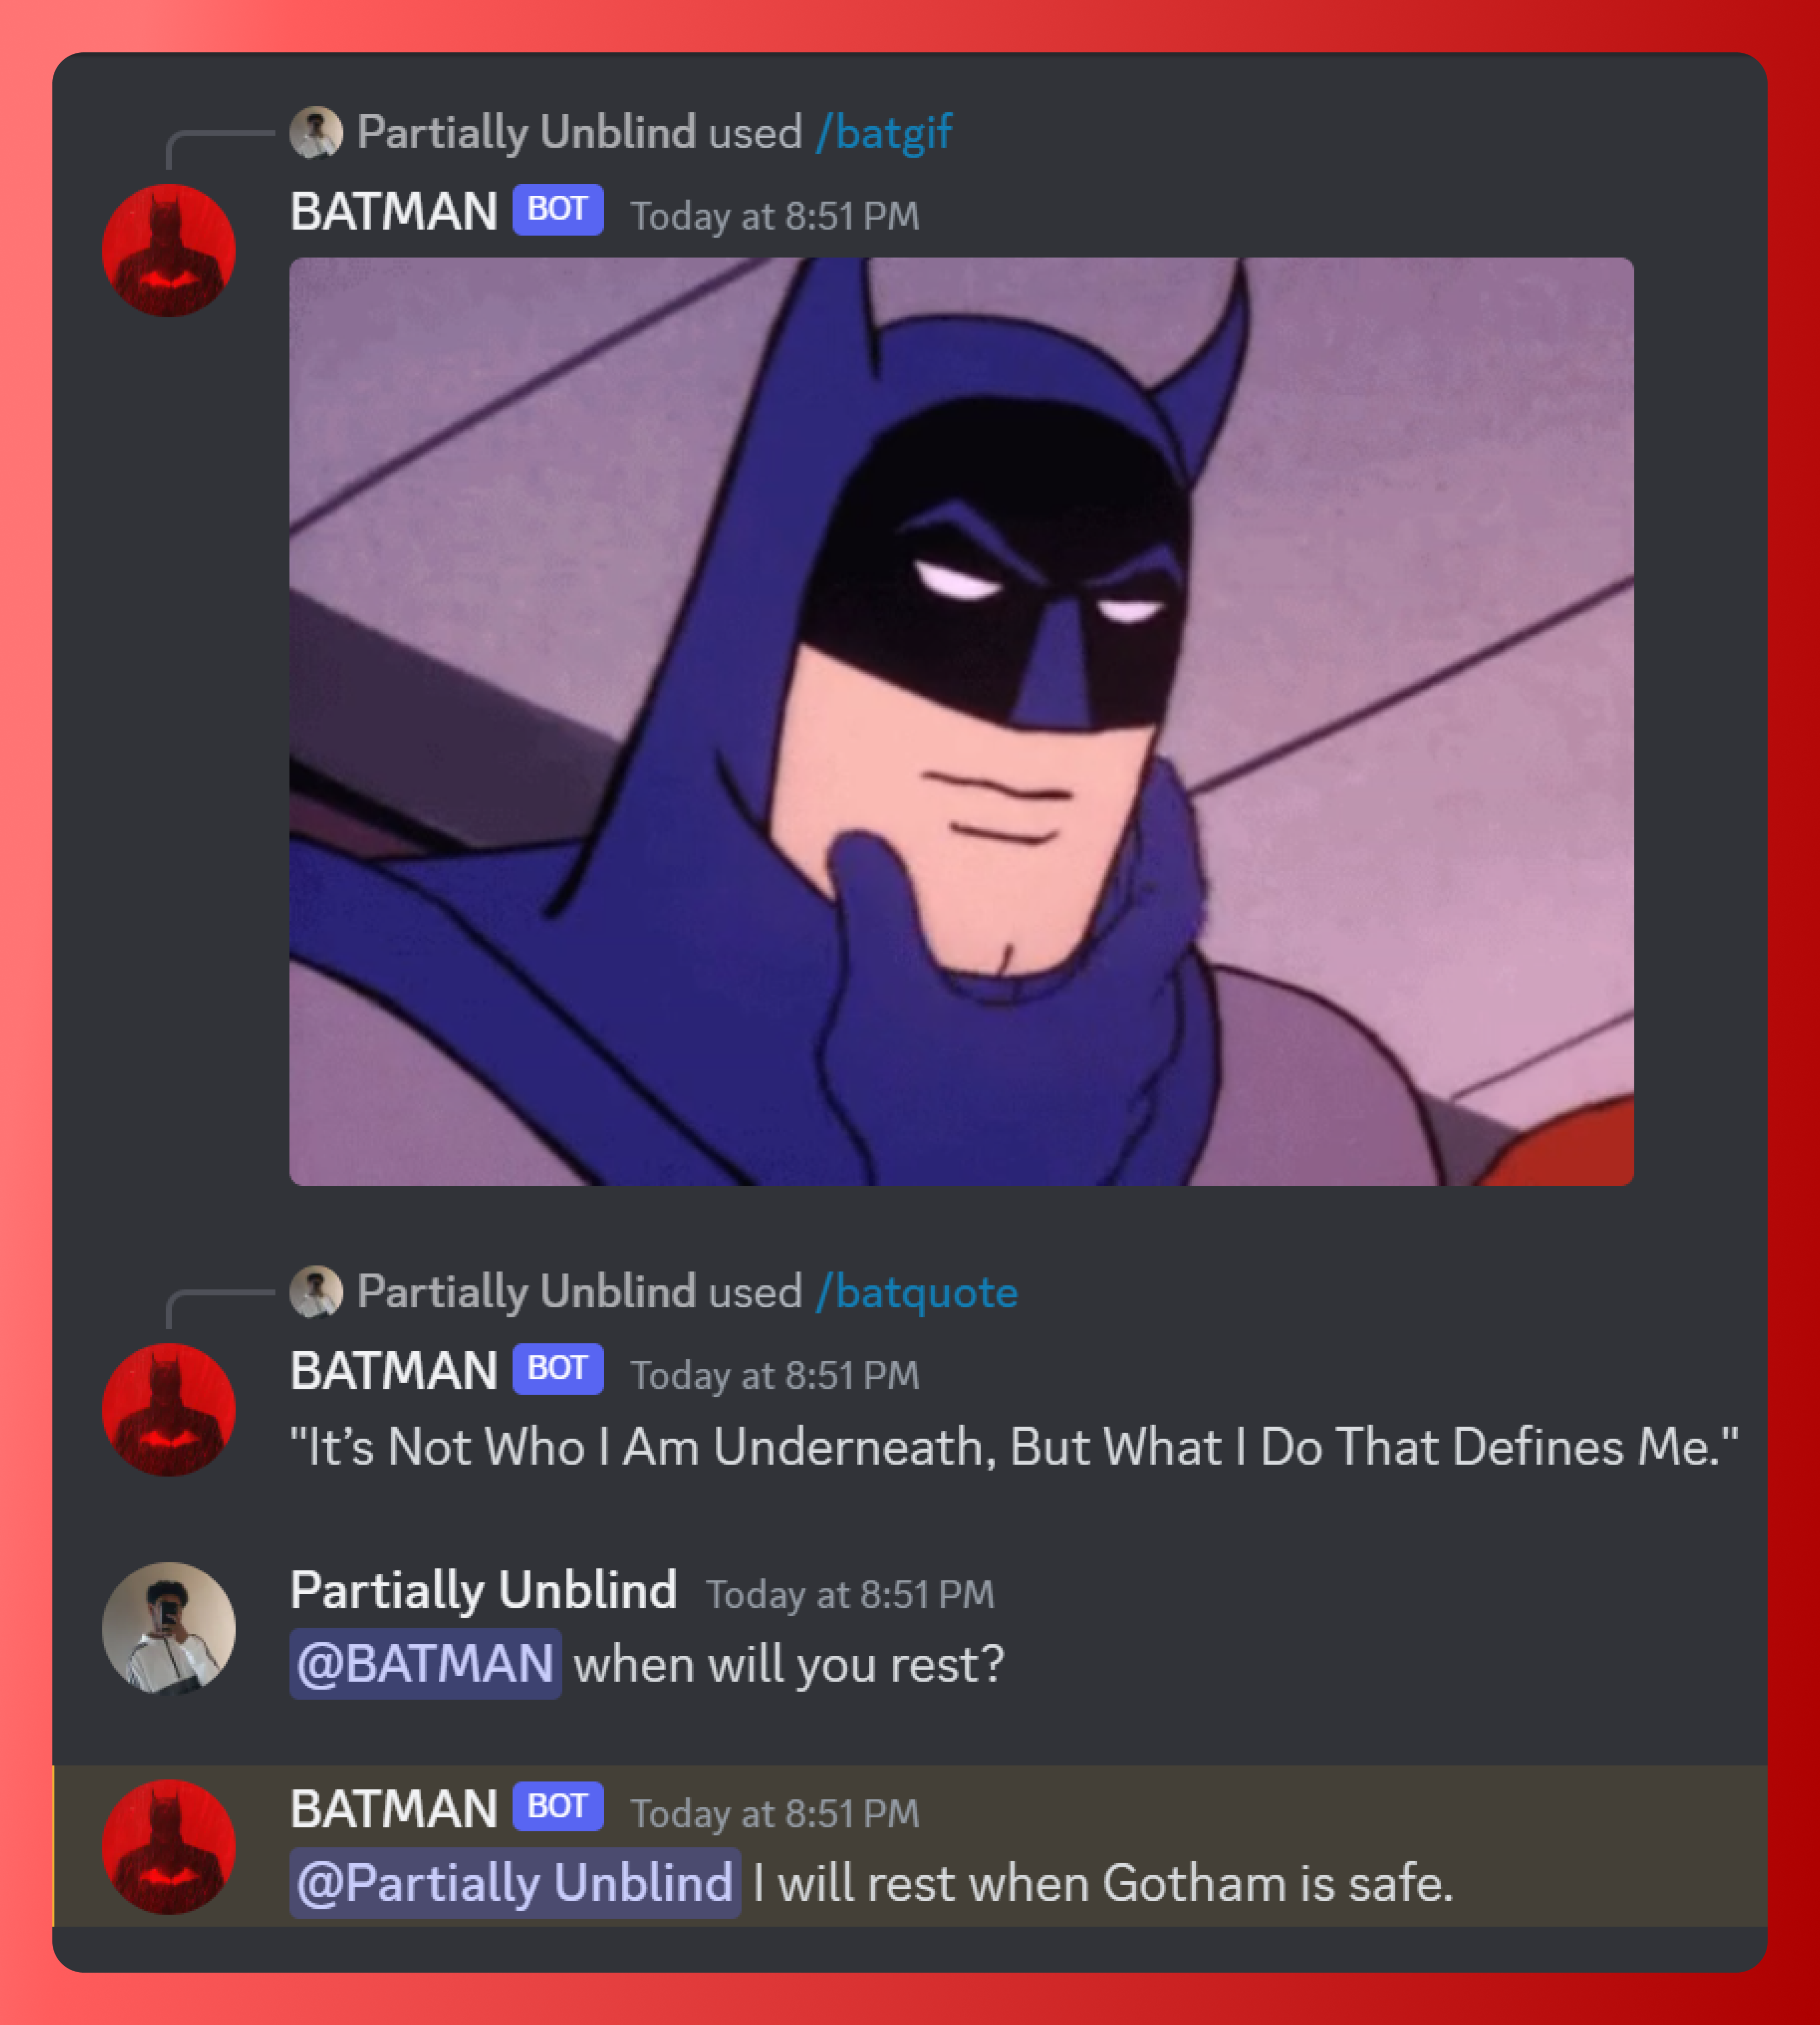 Partially Unblind used /batgif
BATMAN BOT Today at 8:51 PM
Partially Unblind used /batquote
BATMAN BOT Today at 8:51 PM
"It’s Not Who I Am Underneath, But What I Do That Defines Me."
Partially Unblind Today at 8:51 PM
@BATMAN when will you rest?
BATMAN BOT Today at 8:51 PM
@Partially Unblind I will rest when Gotham is safe.